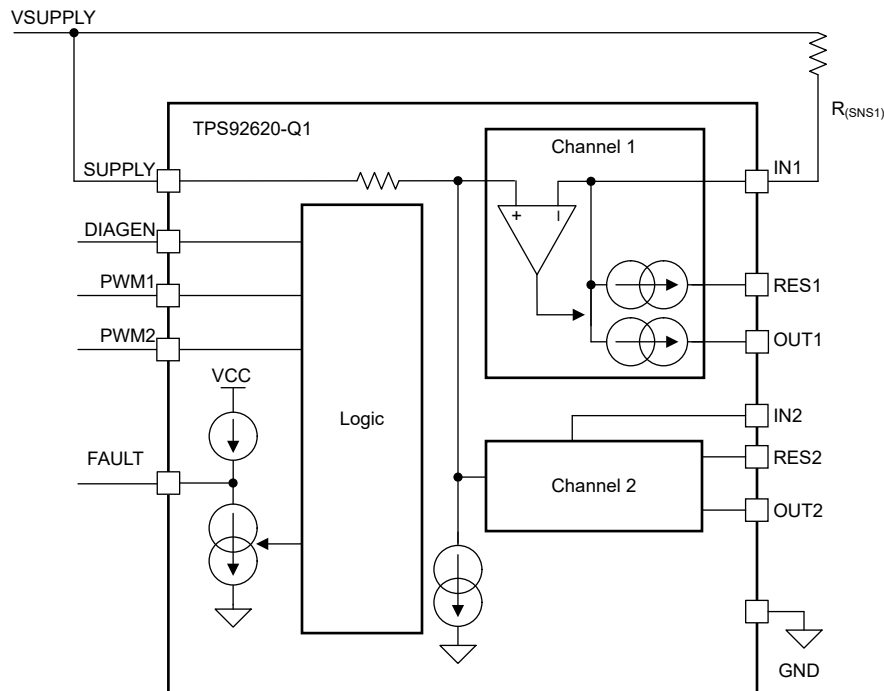 VSUPPLY
R(SNS1)
TPS92620-Q1
Channel 1
SUPPLY
IN1
+
–
DIAGEN
PWM1
RES1
PWM2
OUT1
VCC
Logic
IN2
FAULT
RES2
Channel 2
OUT2
GND